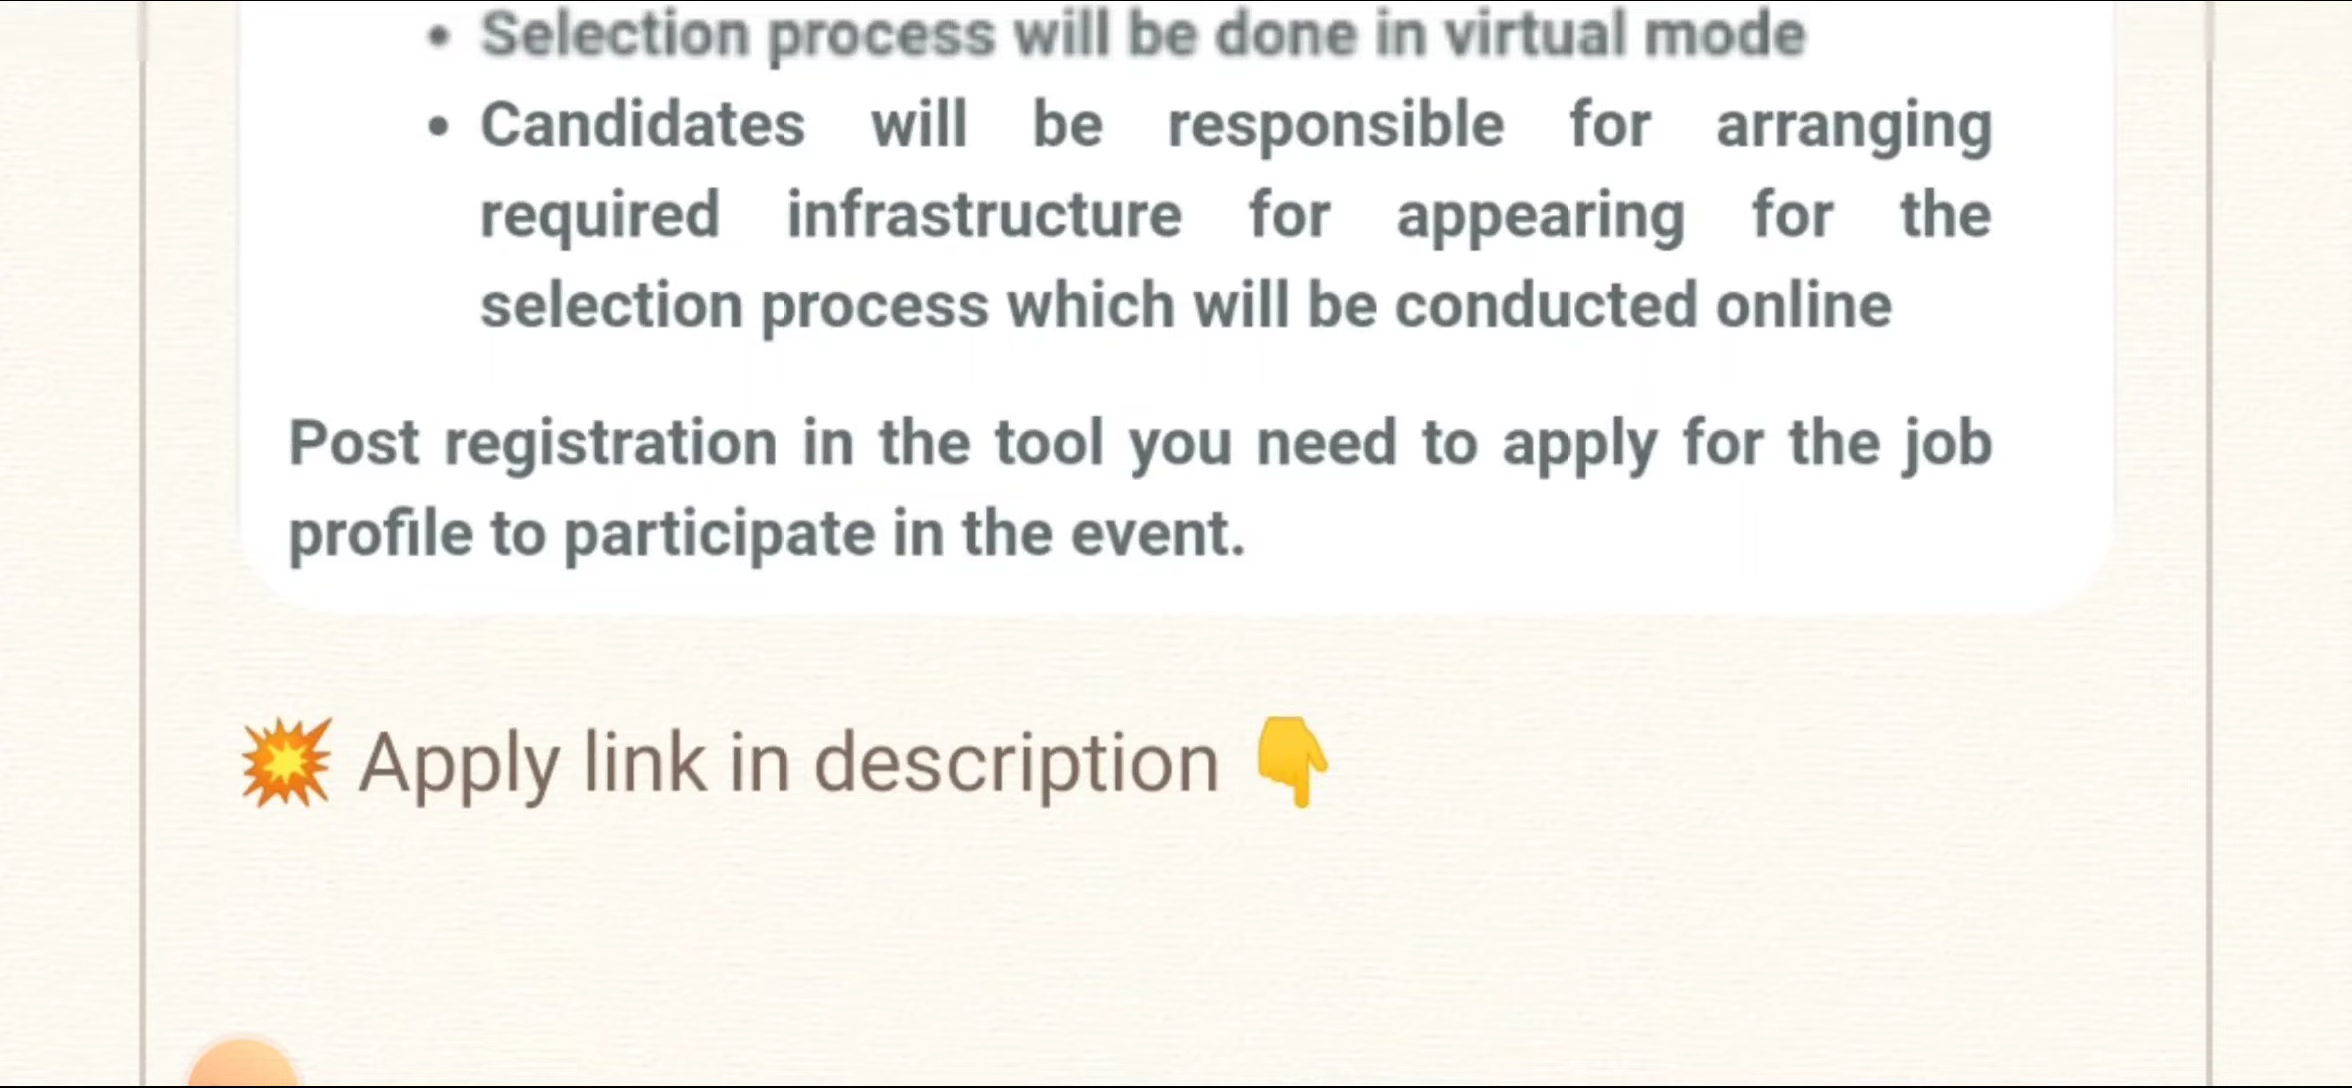 • Selection process will be done in virtual mode
• Candidates will be responsible for arranging
required infrastructure for appearing for the
selection process which will be conducted online
Post registration in the tool you need to apply for the job
profile to participate in the event.
💥 Apply link in description 👇